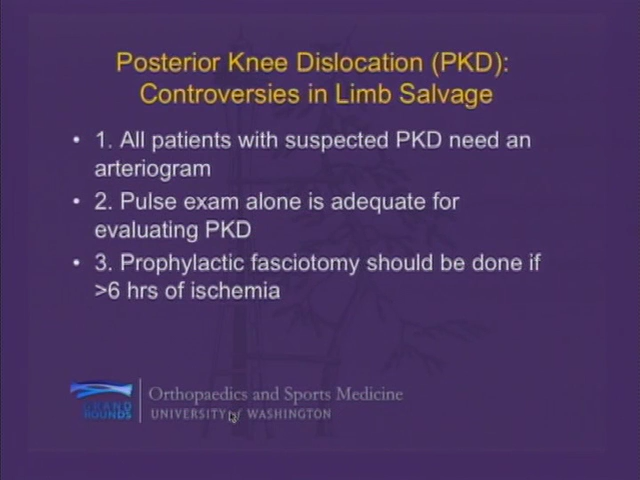 Posterior Knee Dislocation (PKD):
Controversies in Limb Salvage
• 1. All patients with suspected PKD need an
arteriogram
• 2. Pulse exam alone is adequate for
evaluating PKD
• 3. Prophylactic fasciotomy should be done if
>6 hrs of ischemia
GRAND
ROUNDS
Orthopaedics and Sports Medicine
UNIVERSITY of WASHINGTON